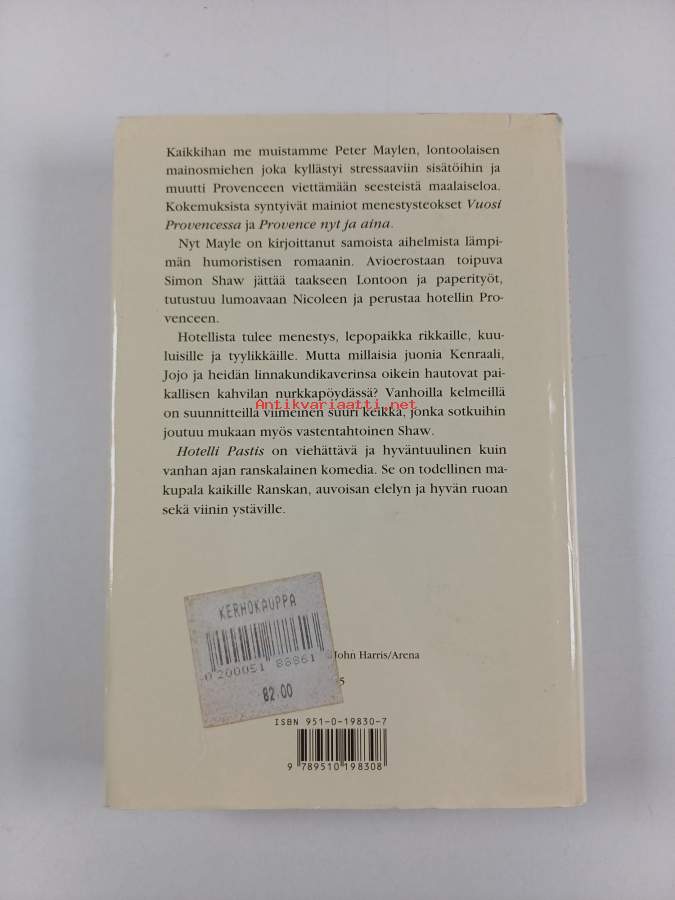 Kaikkihan me muistamme Peter Maylen, lontoolaisen
mainosmiehen joka kyllästyi stressaaviin sisätöihin ja
muutti Provenceen viettämään seesteistä maalaiseloa.
Kokemuksista syntyivät mainiot menestysteokset Vuosi
Provencessa ja Provence nyt ja aina.
Nyt Mayle on kirjoittanut samoista aihelmista lämpi-
män humoristisen romaanin. Avioerostaan toipuva
Simon Shaw jättää taakseen Lontoon ja paperityöt,
tutustuu lumoavaan Nicoleen ja perustaa hotellin Pro-
venceen.
Hotellista tulee menestys, lepopaikka rikkaille, kuu-
luisille ja tyylikkäille. Mutta millaisia juonia Kenraali,
Jojo ja heidän linnakundikaverinsa oikein hautovat pai-
kallisen kahvilan nurkkapöydässä? Vanhoilla kelmeillä
Antikvariaatti.net
on suunnitteilla viimeinen suuri keikka, jonka sotkuihin
joutuu mukaan myös vastentahtoinen Shaw.
Hotelli Pastis on viehättävä ja hyväntuulinen kuin
vanhan ajan ranskalainen komedia. Se on todellinen ma-
kupala kaikille Ranskan, auvoisan elelyn ja hyvän ruoan
sekä viinin ystäville.
KERHOKAUPPA
0 200051 88861
82.00
John Harris/Arena
5
ISBN 951-0-19830-7
9 789510 198308